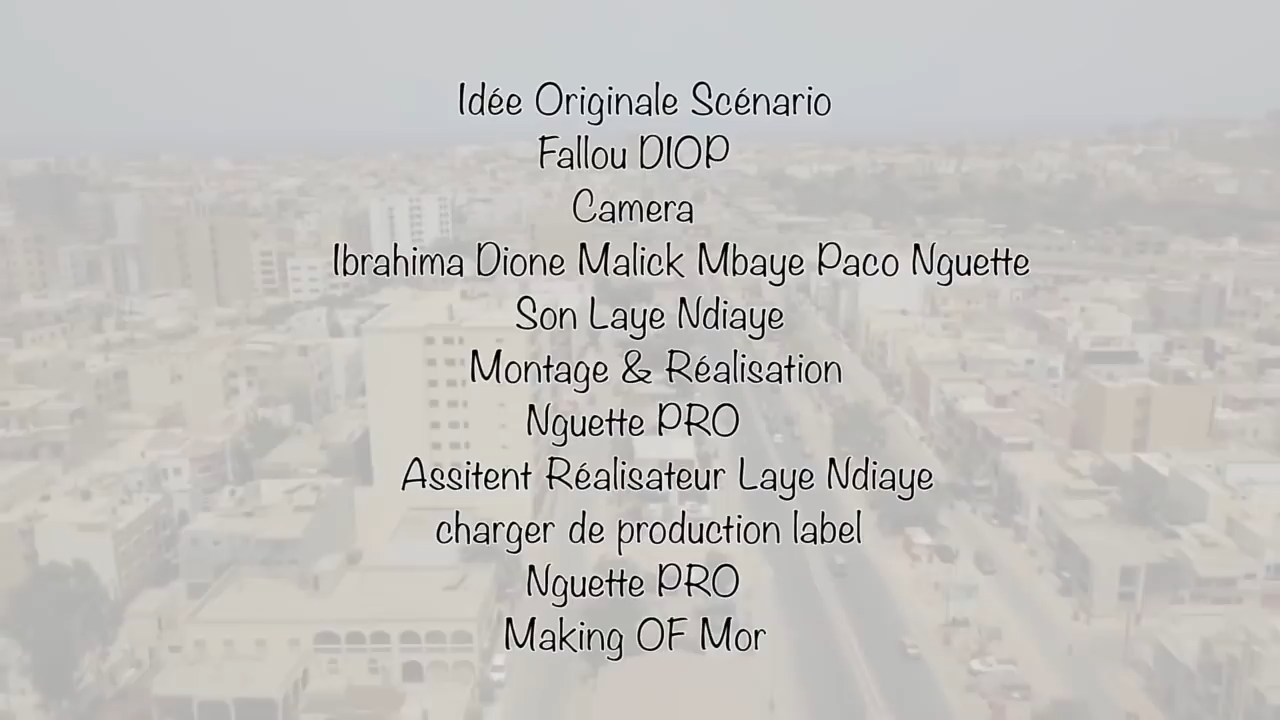 Idée Originale Scénario
Fallou DIOP
Camera
Ibrahima Dione Malick Mbaye Paco Nguette
Son Laye Ndiaye
Montage & Réalisation
Nguette PRO
Assitent Réalisateur Laye Ndiaye
charger de production label
Nguette PRO
Making OF Mor